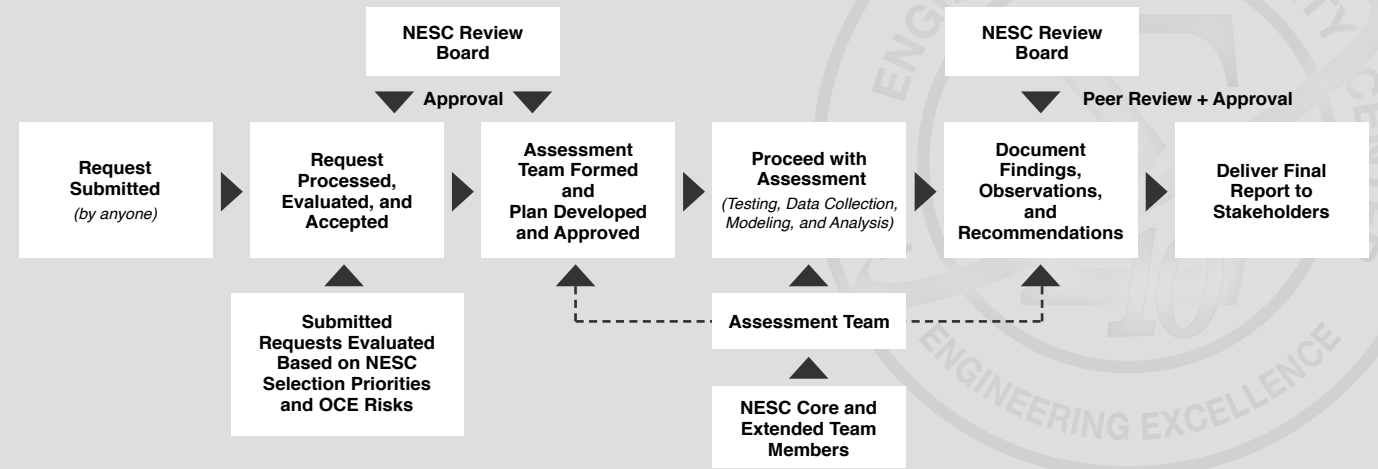 NESC Review
Board
NESC Review
Board
Approval
Peer Review + Approval
Request
Submitted
(by anyone)
Request
Processed,
Evaluated, and
Accepted
Assessment
Team Formed
and
Plan Developed
and Approved
Proceed with
Assessment
(Testing, Data Collection,
Modeling, and Analysis)
Document
Findings,
Observations,
and
Recommendations
Deliver Final
Report to
Stakeholders
Submitted
Requests Evaluated
Based on NESC
Selection Priorities
and OCE Risks
Assessment Team
NESC Core and
Extended Team
Members
10
ENGINEERING EXCELLENCE